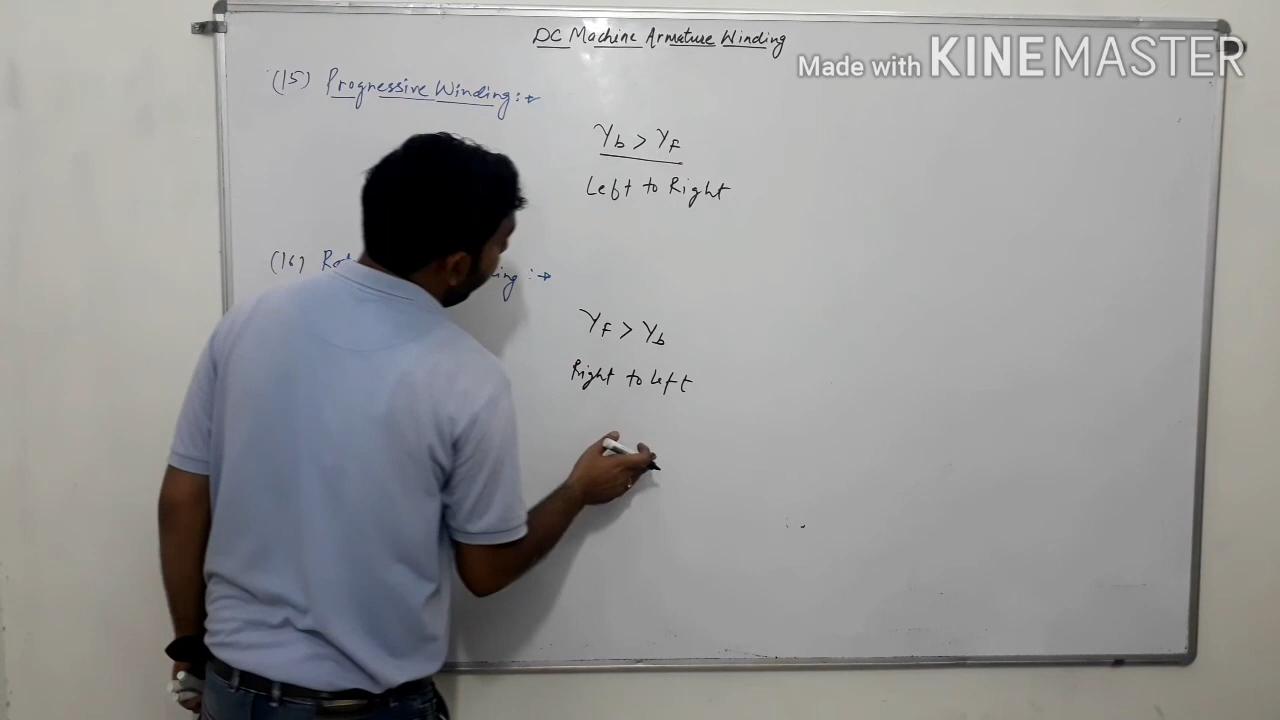 DC Machine Armature Winding
Made with KINEMASTER
(15) Progressive Winding :→
Yb > YF
Left to Right
(16)
YF > Yb
Right to left